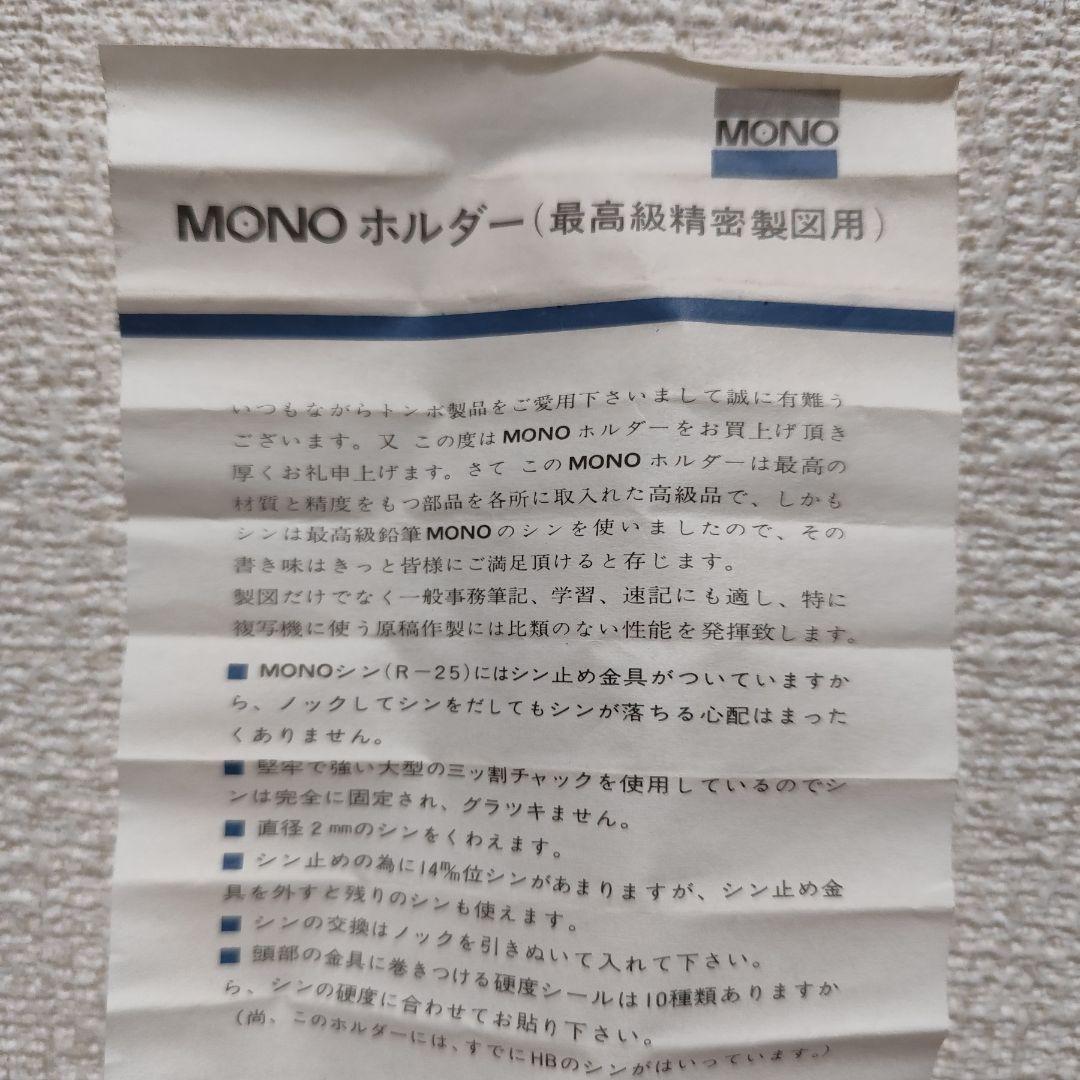 MONO
MONO ホルダー(最高級精密製図用)
いつもながらトンボ製品をご愛用下さいまして誠に有難う
ございます。又 この度はMONO ホルダーをお買上げ頂き
厚くお礼申上げます。さて このMONO ホルダーは最高の
材質と精度をもつ部品を各所に取入れた高級品で、しかも
シンは最高級鉛筆MONOのシンを使いましたので、その
書き味はきっと皆様にご満足頂けると存じます。
製図だけでなく一般事務筆記、学習、速記にも適し、特に
複写機に使う原稿作製には比類のない性能を発揮致します。
■ MONOシン(R−25)にはシン止め金具がついていますか
ら、ノックしてシンをだしてもシンが落ちる心配はまった
くありません。
■ 堅牢で強い大型の三ッ割チャックを使用しているのでシ
ンは完全に固定され、グラツキません。
■ 直径2mmのシンをくわえます。
■ シン止めの為に14m/m位シンがあまりますが、シン止め金
具を外すと残りのシンも使えます。
■ シンの交換はノックを引きぬいて入れて下さい。
■ 頭部の金具に巻きつける硬度シールは10種類ありますか
ら、シンの硬度に合わせてお貼り下さい。
(尚、このホルダーには、すでにHBのシンがはいっています。)